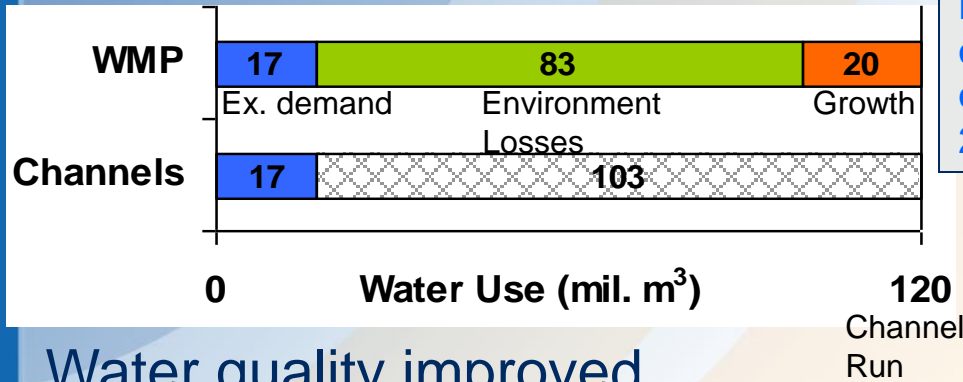 WMP 17 83 20
Ex. demand Environment Growth
Losses
Channels 17 103
0 Water Use (mil. m³) 120
Channel
Run
Water quality improved